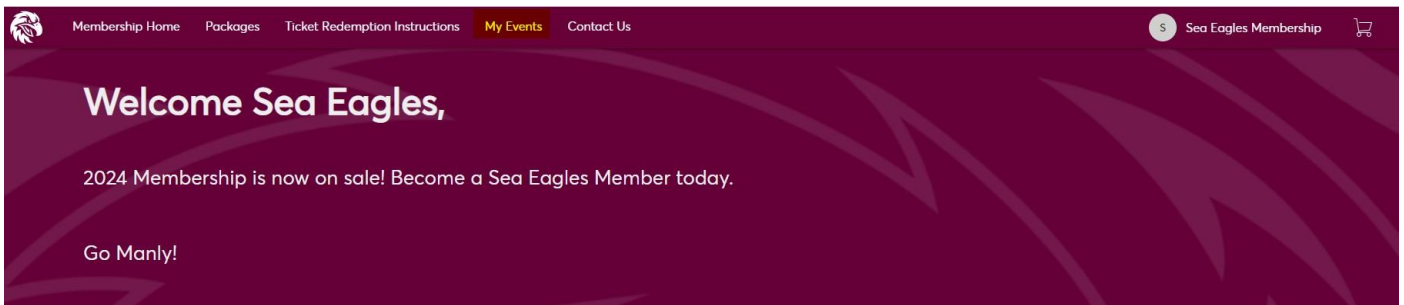 Membership Home Packages Ticket Redemption Instructions My Events Contact Us S Sea Eagles Membership
Welcome Sea Eagles,
2024 Membership is now on sale! Become a Sea Eagles Member today.
Go Manly!